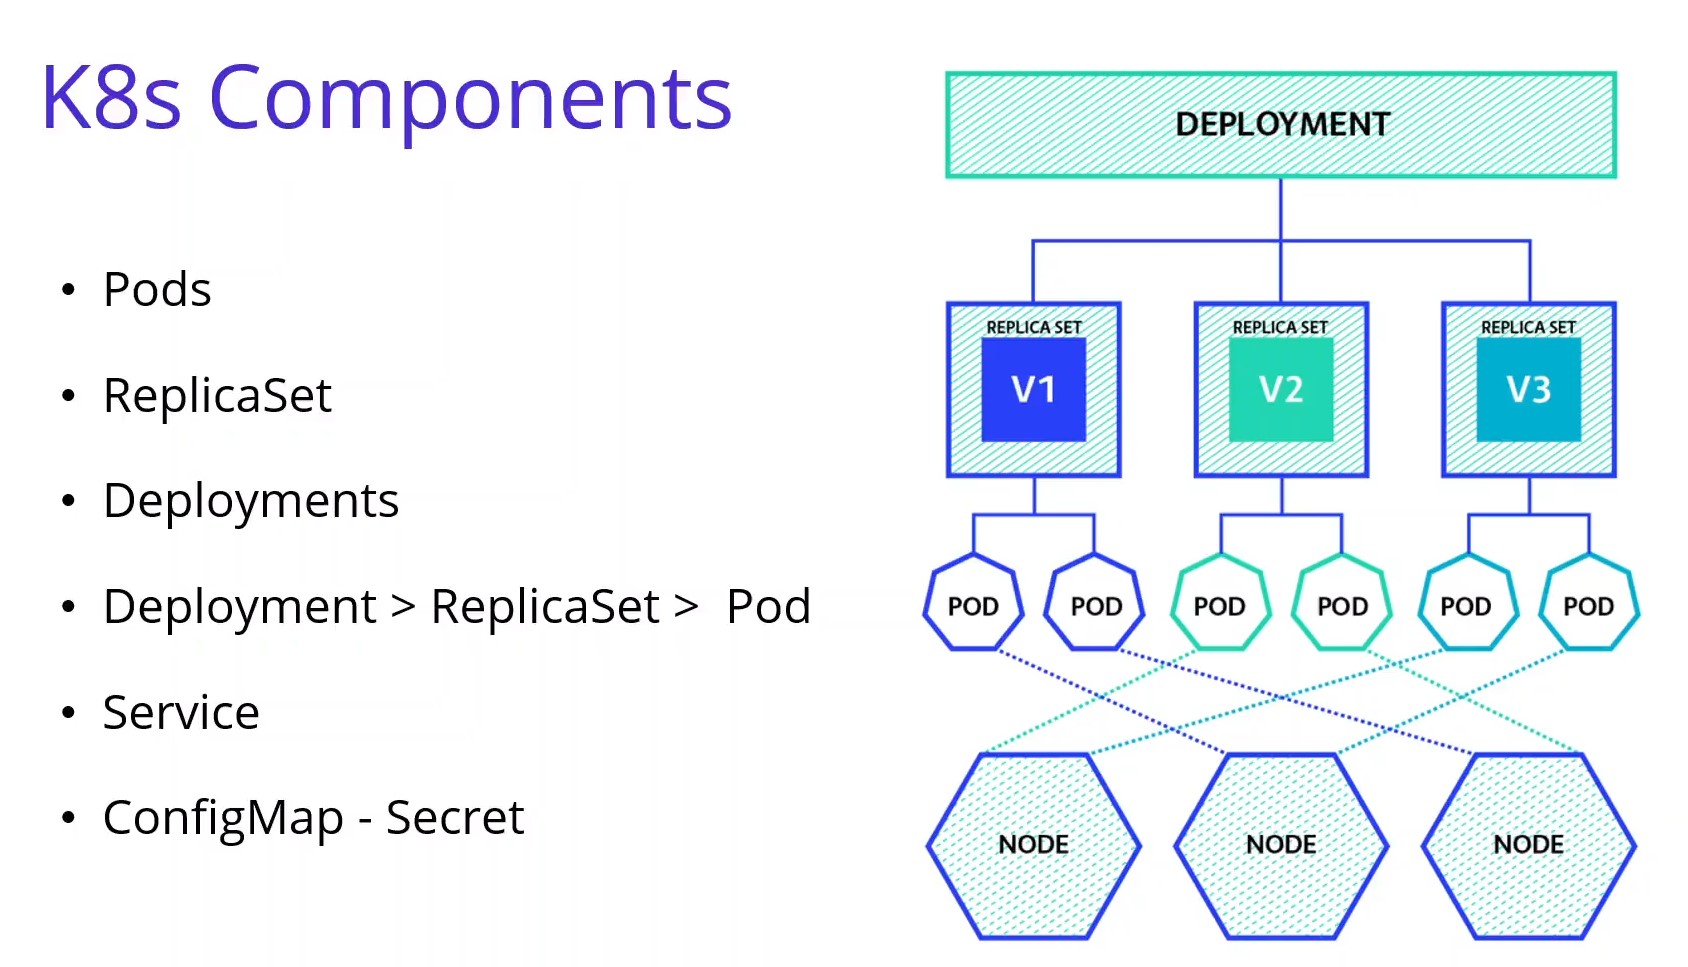 K8s Components
• Pods
• ReplicaSet
• Deployments
• Deployment > ReplicaSet > Pod
• Service
• ConfigMap - Secret
DEPLOYMENT
REPLICA SET REPLICA SET REPLICA SET
V1 V2 V3
POD POD POD POD POD POD
NODE NODE NODE